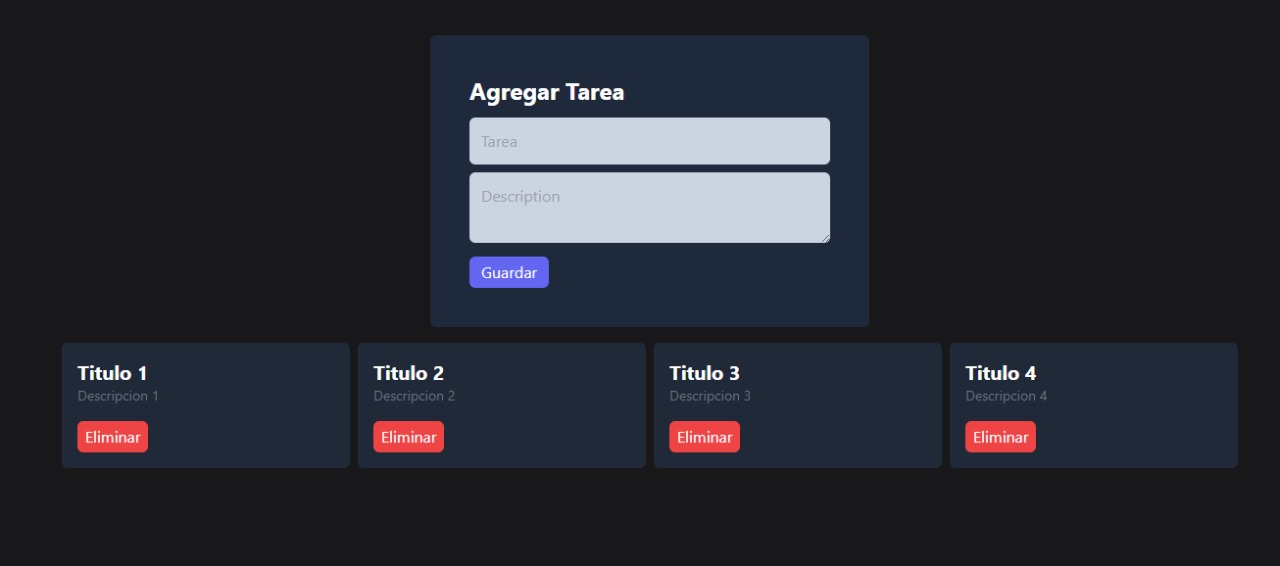 Agregar Tarea
Tarea
Description
Guardar
Titulo 1
Descripcion 1
Eliminar
Titulo 2
Descripcion 2
Eliminar
Titulo 3
Descripcion 3
Eliminar
Titulo 4
Descripcion 4
Eliminar